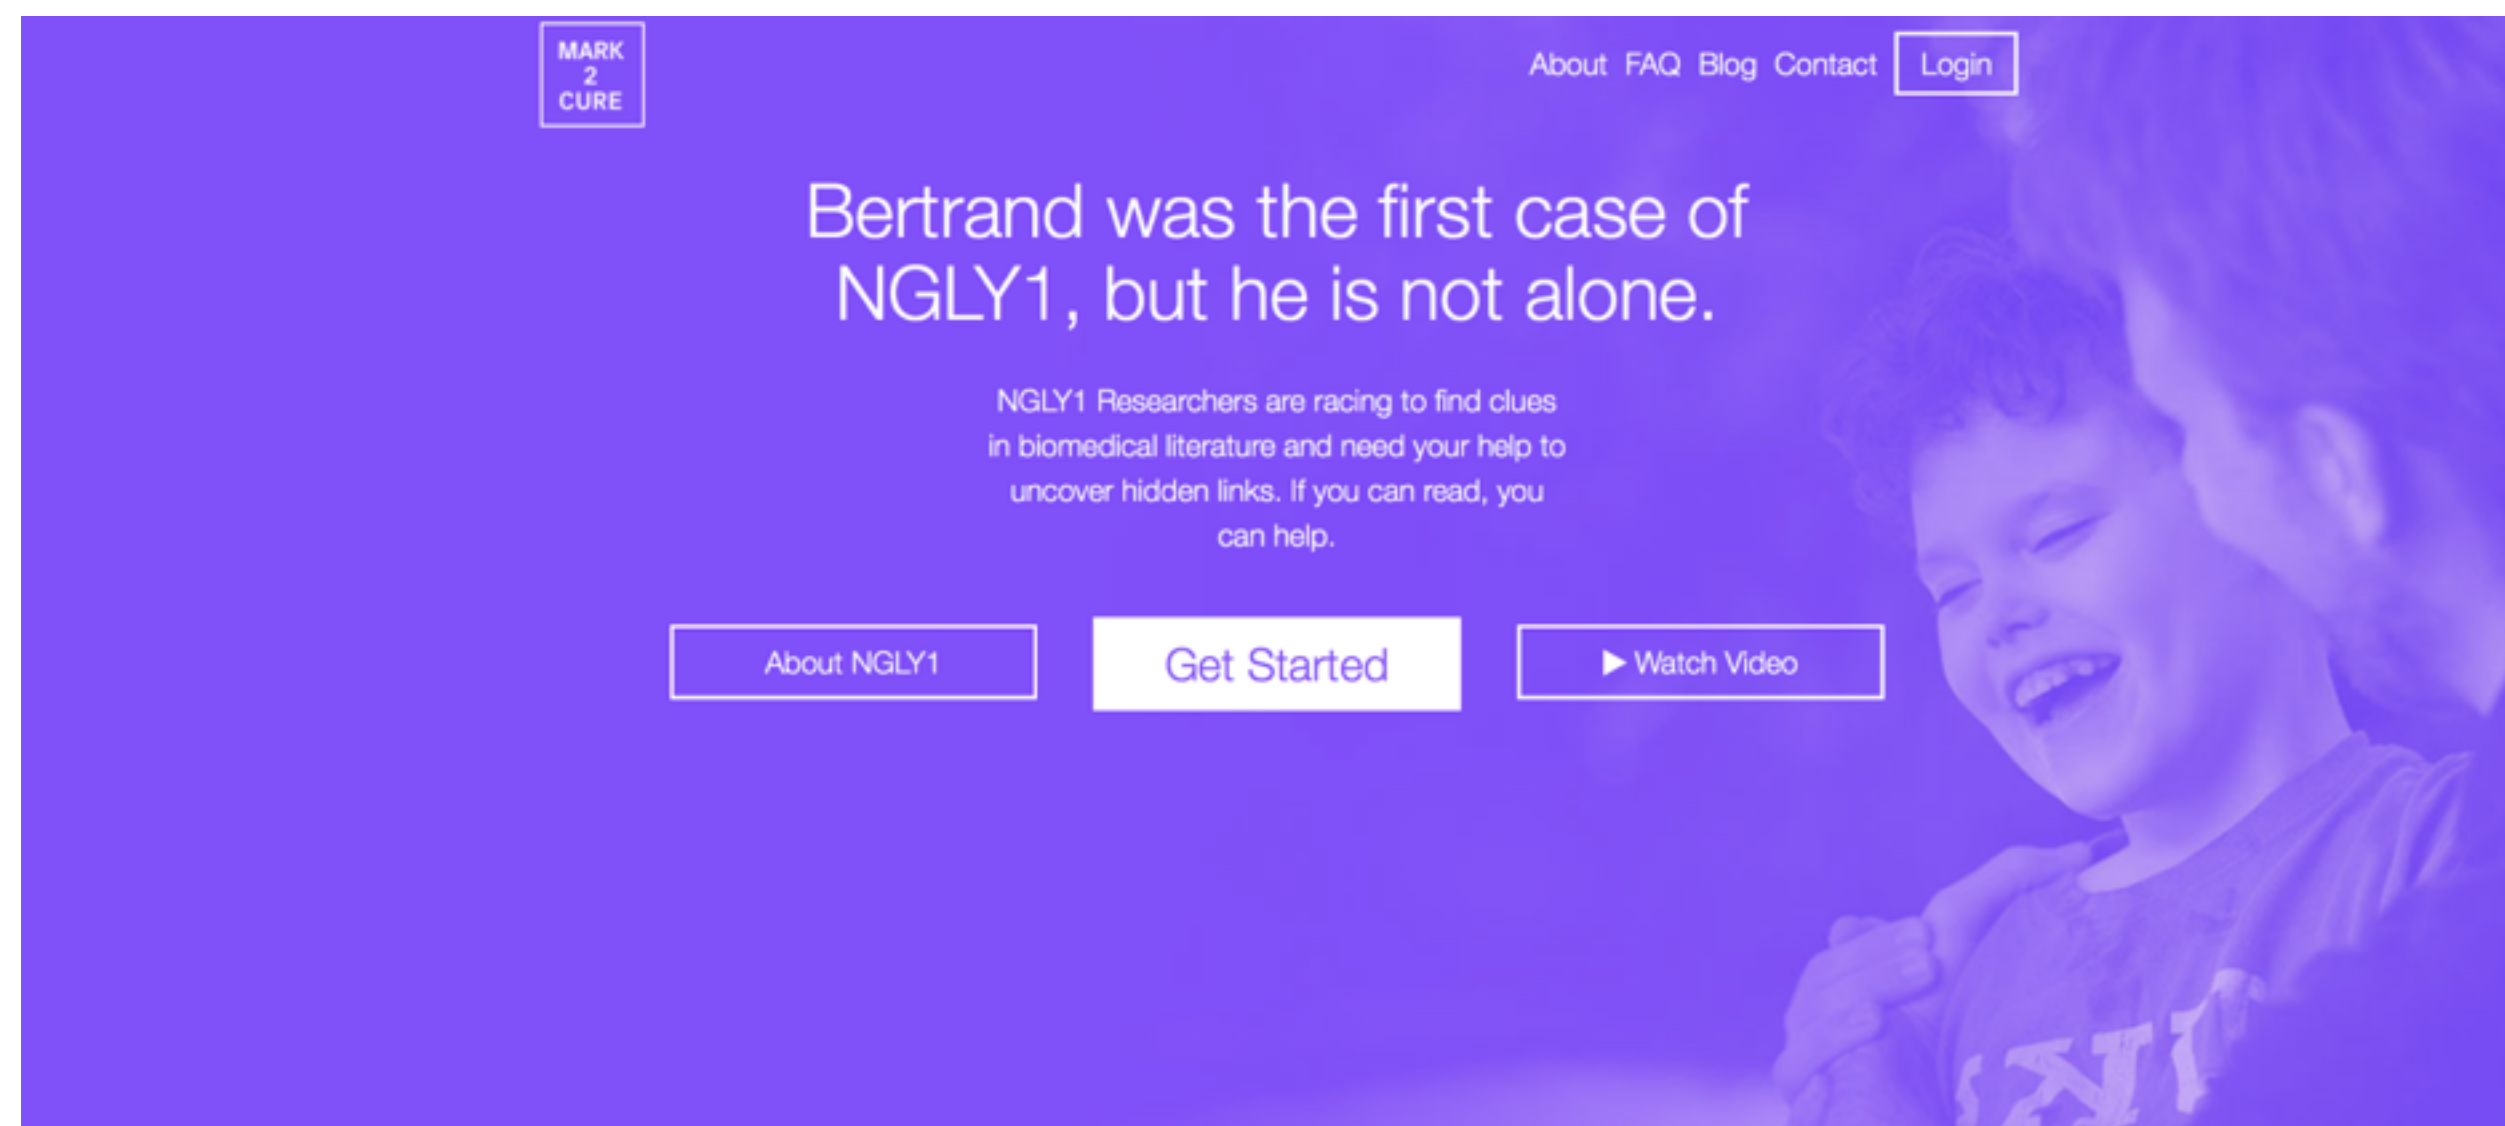 MARK
2
CURE
About FAQ Blog Contact Login
Bertrand was the first case of
NGLY1, but he is not alone.
NGLY1 Researchers are racing to find clues
in biomedical literature and need your help to
uncover hidden links. If you can read, you
can help.
About NGLY1
Get Started
▶ Watch Video